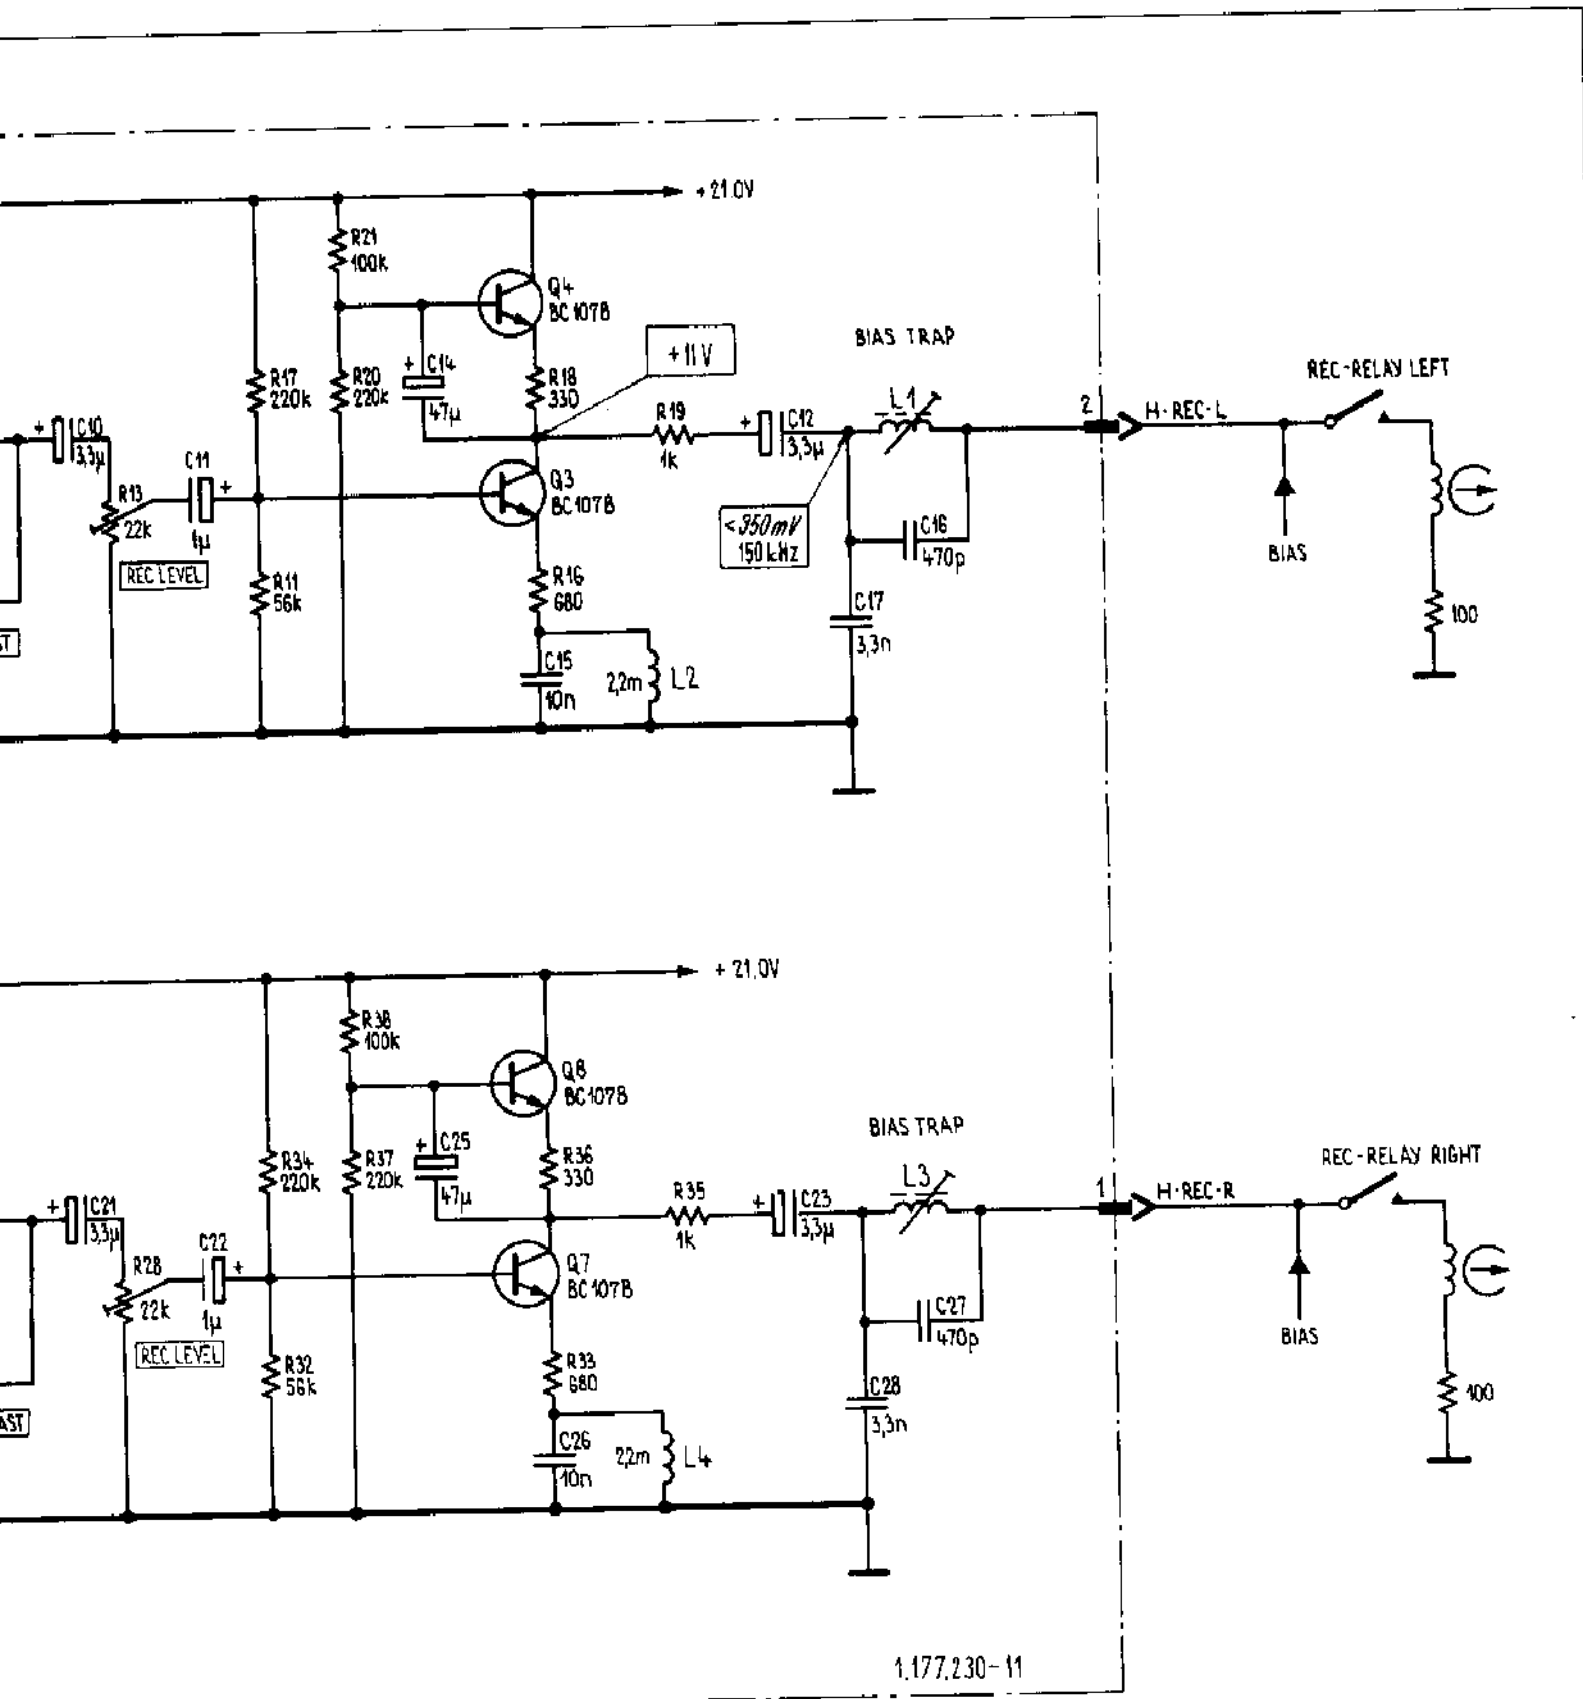 + 21.0V
R21
100k
Q4
BC107B
+11V
BIAS TRAP
REC-RELAY LEFT
R17
220k
R20
220k
+ C14
47µ
R18
330
L1
2
H-REC-L
+ C10
3,3µ
R19
1k
+ C12
3,3µ
C11
+
1µ
R13
22k
REC LEVEL
Q3
BC107B
<350mV
150kHz
C16
470p
BIAS
R11
56k
R16
680
C17
3,3n
100
ST
C15
10n
2,2m
L2
+ 21.0V
R38
100k
Q8
BC107B
BIAS TRAP
REC-RELAY RIGHT
R34
220k
R37
220k
+ C25
47µ
R36
330
L3
1
H-REC-R
+ C21
3,3µ
R35
1k
+ C23
3,3µ
C22
+
1µ
R28
22k
REC LEVEL
Q7
BC107B
C27
470p
BIAS
R32
56k
R33
680
C28
3,3n
100
AST
C26
10n
2,2m
L4
1.177.230-11